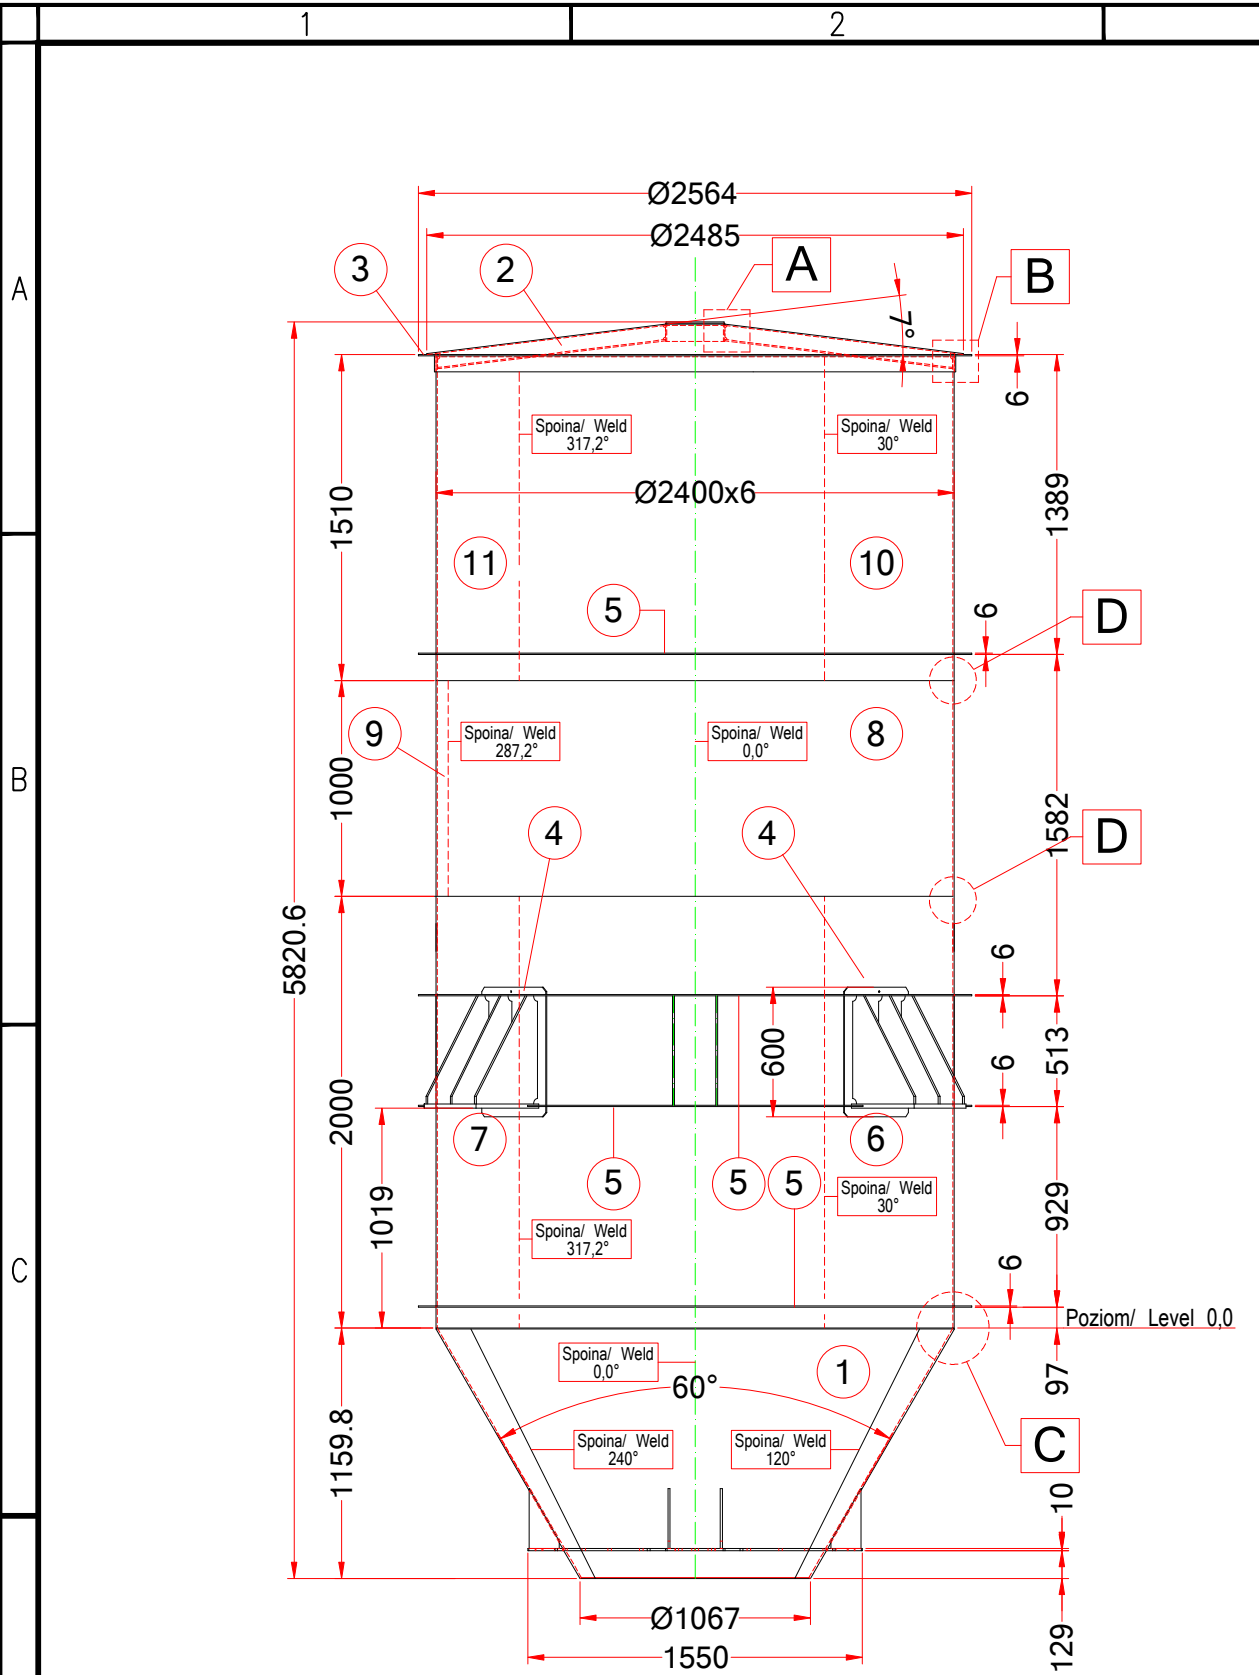 1
2
Ø2564
Ø2485
A
3
2
A
B
7°
6
Spoina/ Weld
317,2°
Spoina/ Weld
30°
Ø2400x6
1510
1389
11
10
5
6
D
9
Spoina/ Weld
287,2°
Spoina/ Weld
0,0°
8
B
1000
1582
4
4
D
5820.6
6
600
513
6
2000
7
6
5
5
5
Spoina/ Weld
30°
1019
929
Spoina/ Weld
317,2°
C
6
Poziom/ Level 0,0
Spoina/ Weld
0,0°
1
97
60°
1159.8
Spoina/ Weld
240°
Spoina/ Weld
120°
C
10
Ø1067
129
1550